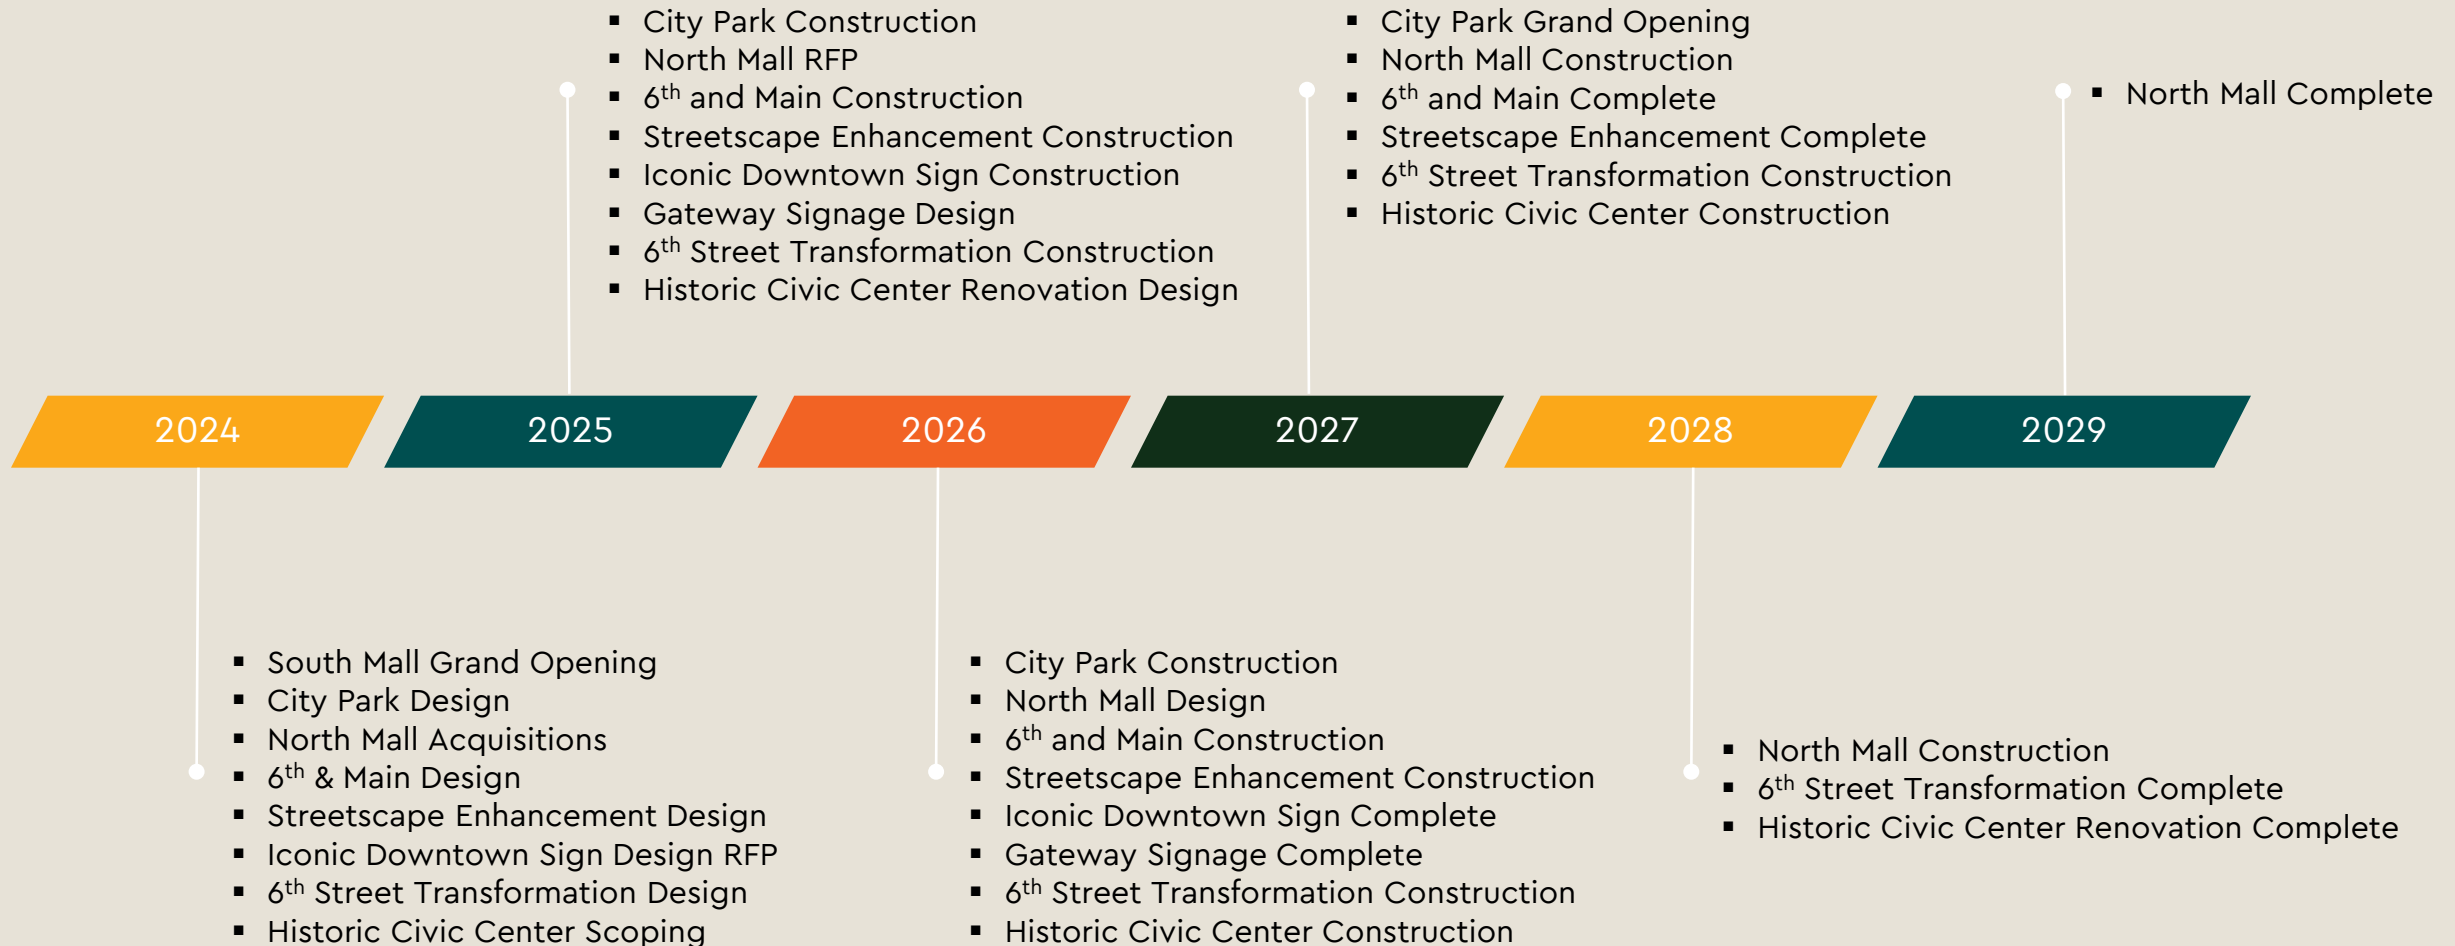 ▪ City Park Construction
▪ North Mall RFP
▪ 6th and Main Construction
▪ Streetscape Enhancement Construction
▪ Iconic Downtown Sign Construction
▪ Gateway Signage Design
▪ 6th Street Transformation Construction
▪ Historic Civic Center Renovation Design
▪ City Park Grand Opening
▪ North Mall Construction
▪ 6th and Main Complete
▪ Streetscape Enhancement Complete
▪ 6th Street Transformation Construction
▪ Historic Civic Center Construction
▪ North Mall Complete
2024
2025
2026
2027
2028
2029
▪ South Mall Grand Opening
▪ City Park Design
▪ North Mall Acquisitions
▪ 6th & Main Design
▪ Streetscape Enhancement Design
▪ Iconic Downtown Sign Design RFP
▪ 6th Street Transformation Design
▪ Historic Civic Center Scoping
▪ City Park Construction
▪ North Mall Design
▪ 6th and Main Construction
▪ Streetscape Enhancement Construction
▪ Iconic Downtown Sign Complete
▪ Gateway Signage Complete
▪ 6th Street Transformation Construction
▪ Historic Civic Center Construction
▪ North Mall Construction
▪ 6th Street Transformation Complete
▪ Historic Civic Center Renovation Complete